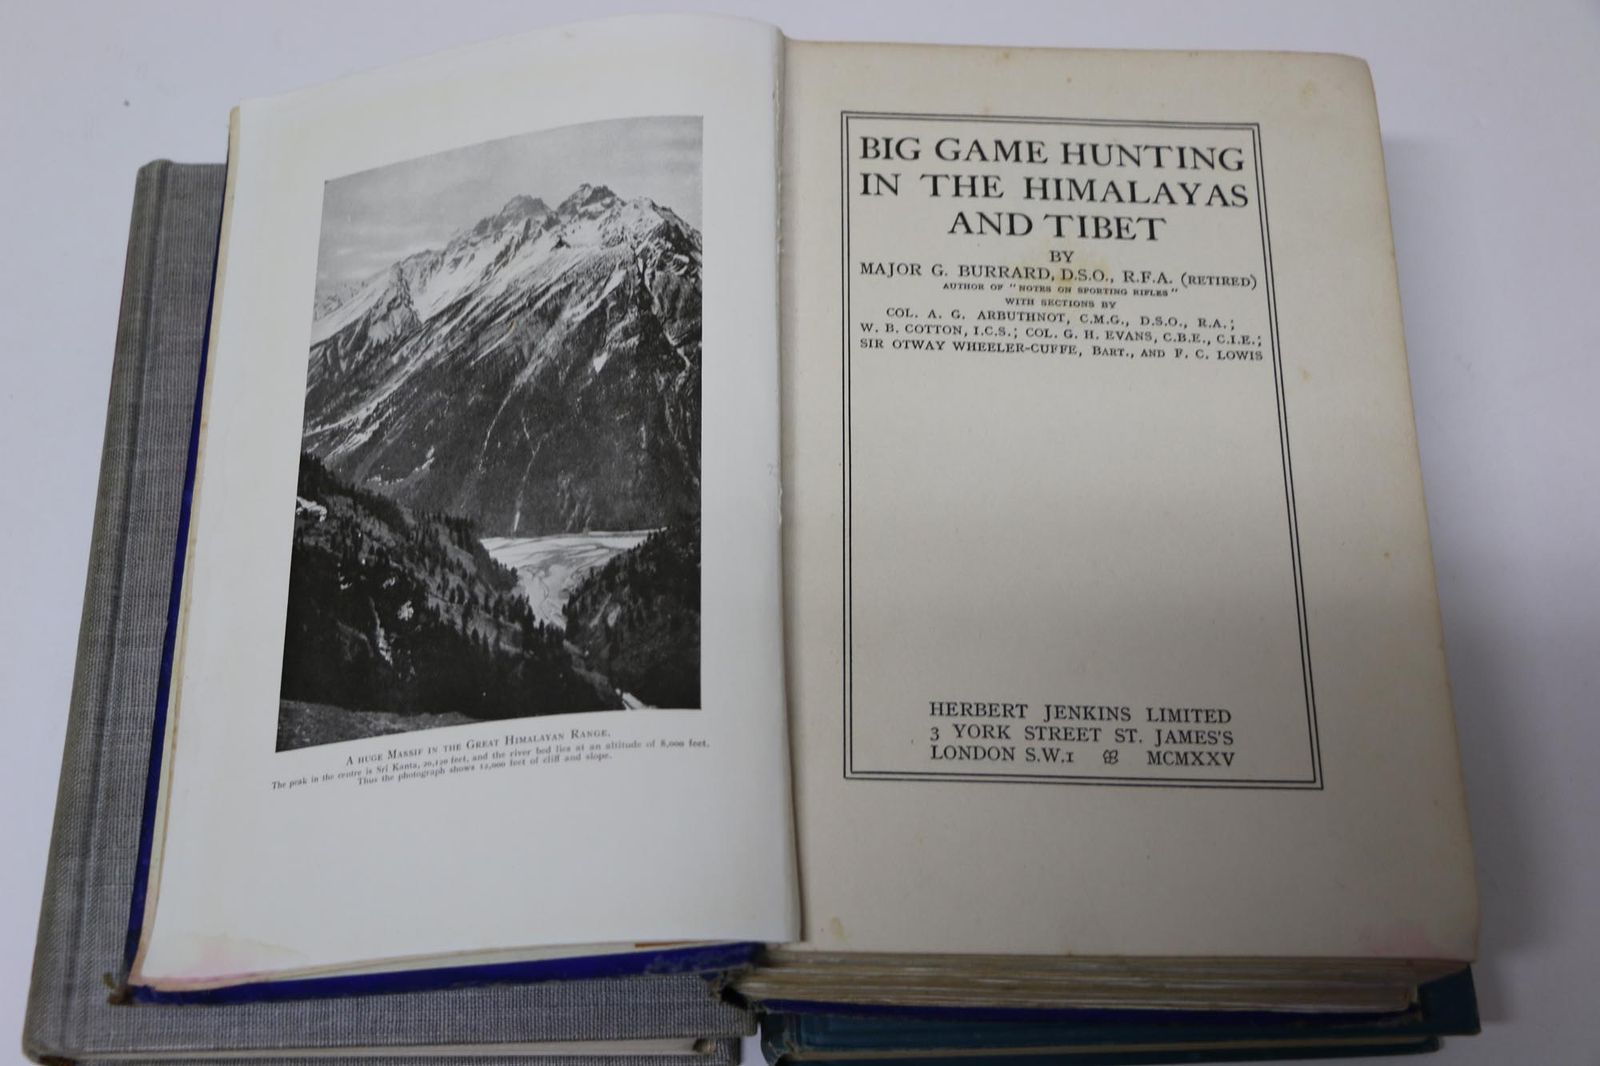 A HUGE MASSIF IN THE GREAT HIMALAYAN RANGE.
The peak in the centre is Sri Kanta, 20,120 feet, and the river bed lies at an altitude of 8,000 feet.
Thus the photograph shows 12,000 feet of cliff and slope.
BIG GAME HUNTING
IN THE HIMALAYAS
AND TIBET
BY
MAJOR G. BURRARD, D.S.O., R.F.A. (RETIRED)
AUTHOR OF "NOTES ON SPORTING RIFLES"
WITH SECTIONS BY
COL. A. G. ARBUTHNOT, C.M.G., D.S.O., R.A.;
W. B. COTTON, I.C.S.; COL. G. H. EVANS, C.B.E., C.I.E.;
SIR OTWAY WHEELER-CUFFE, BART., AND F. C. LOWIS
HERBERT JENKINS LIMITED
3 YORK STREET ST. JAMES'S
LONDON S.W.1 MCMXXV